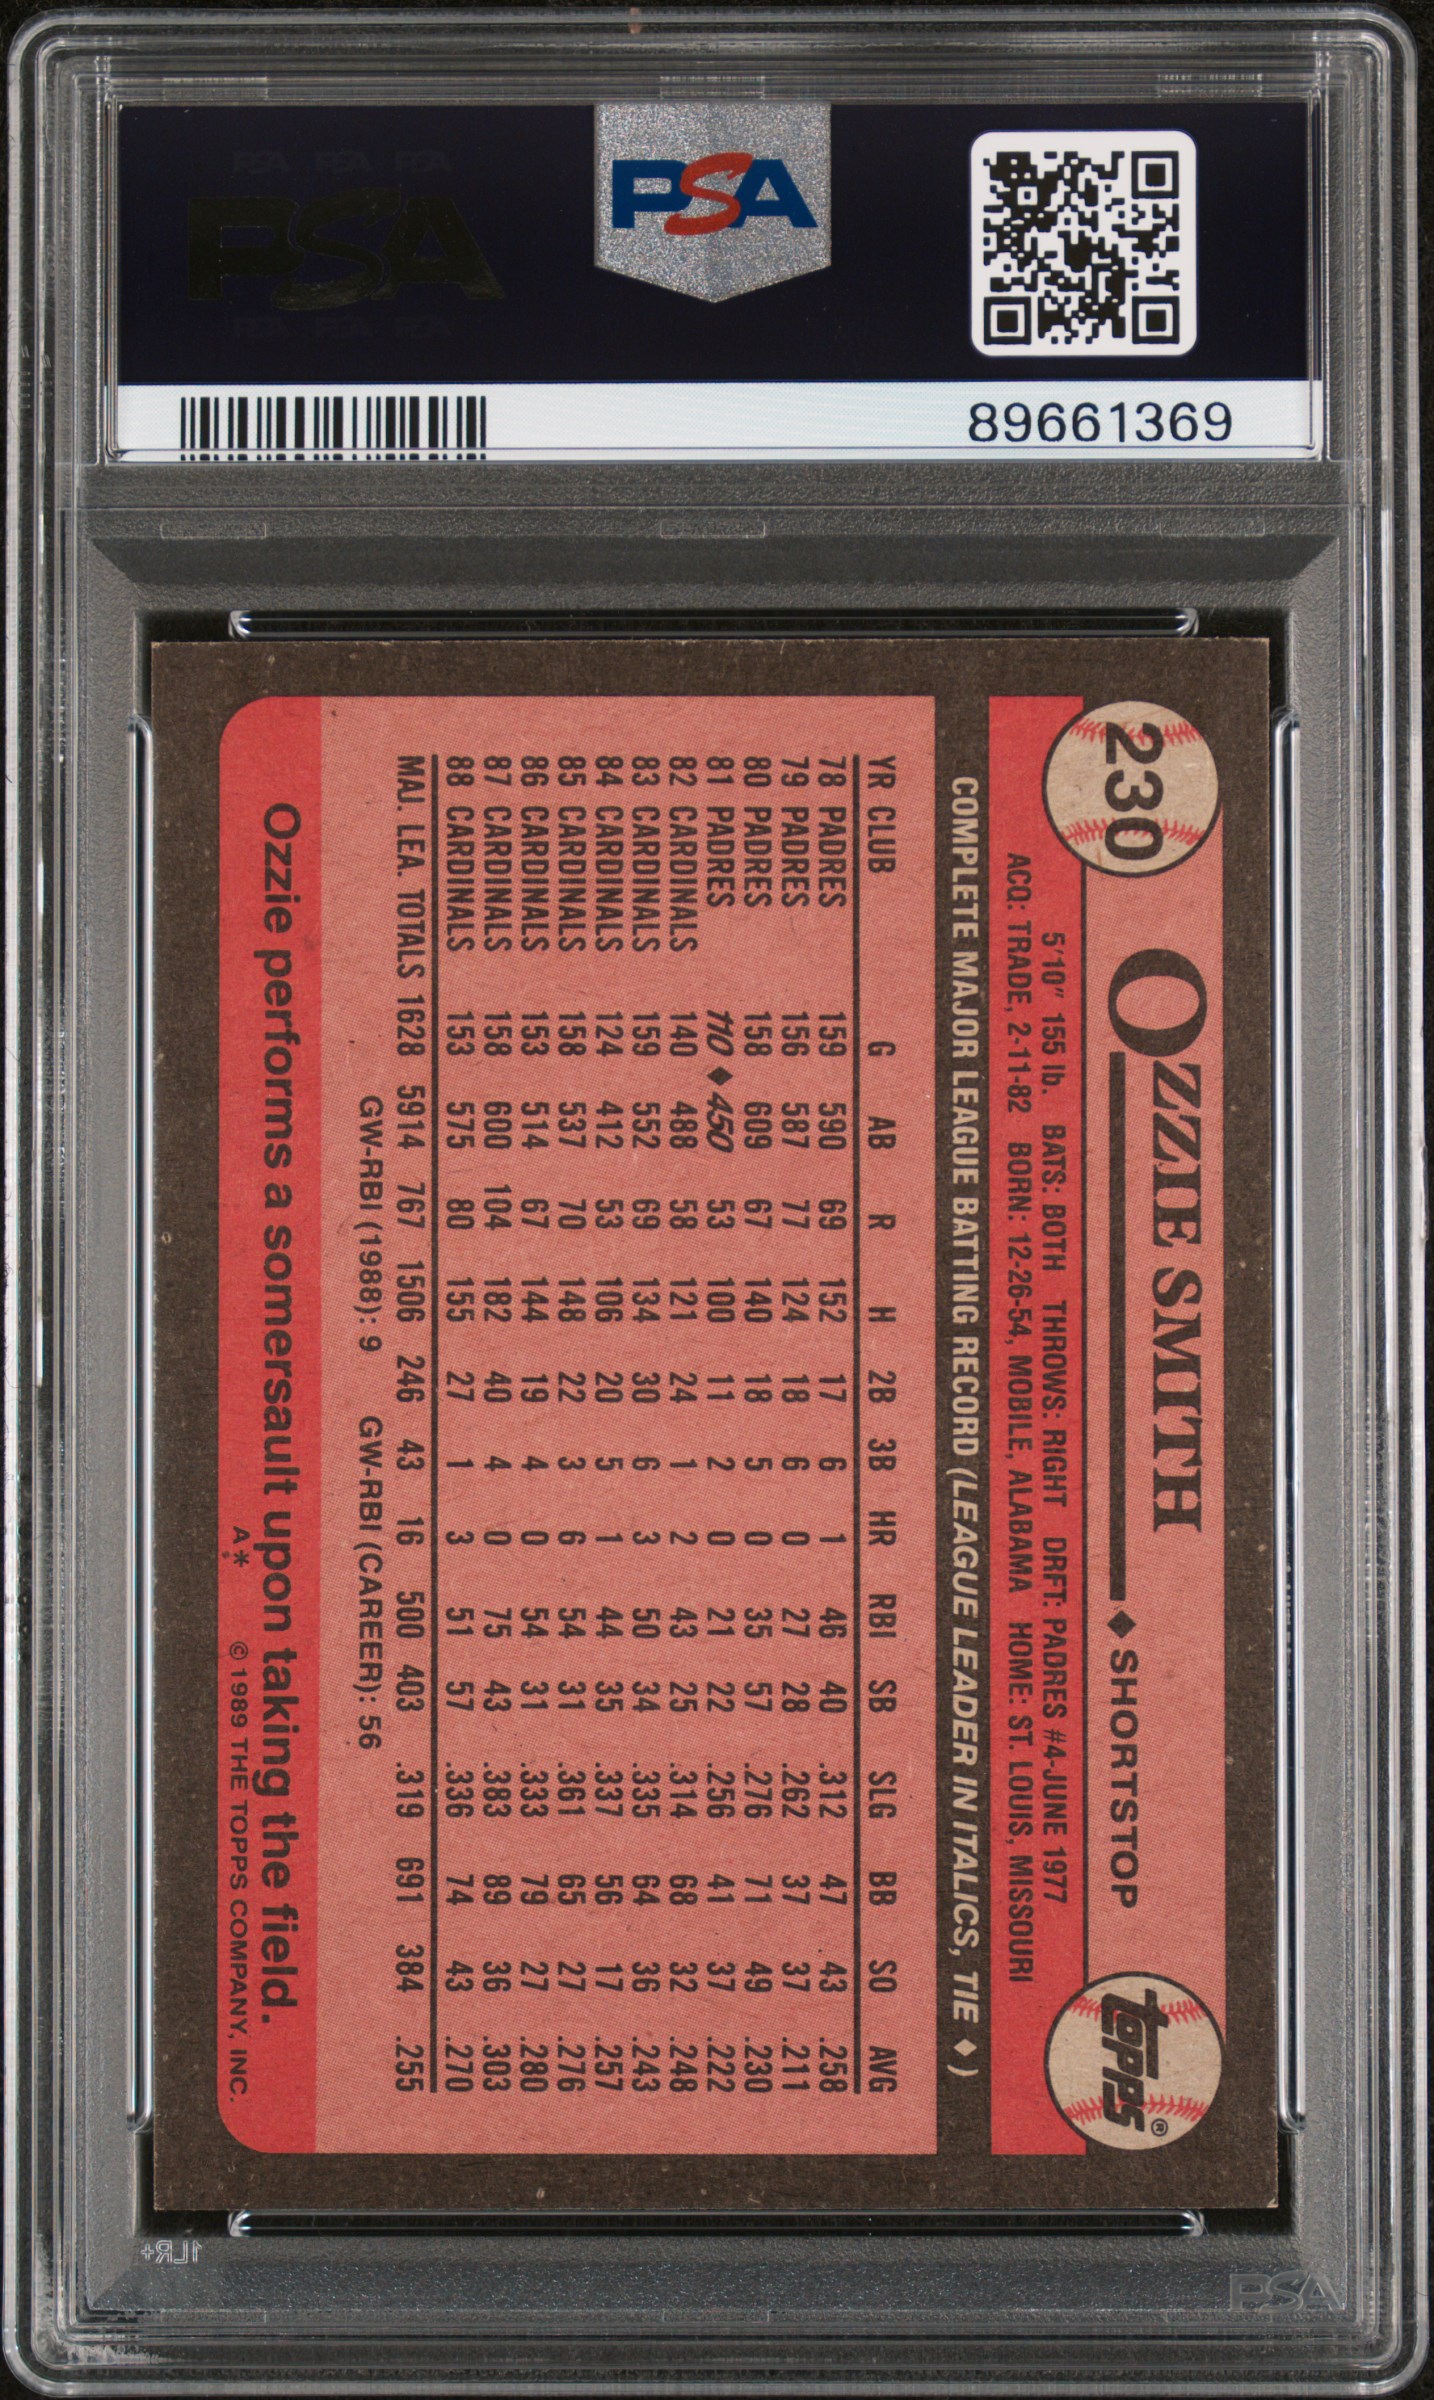 PSA
PSA
89661369
230
OZZIE SMITH ◆ SHORTSTOP
topps®
5'10" 155 lb. BATS: BOTH THROWS: RIGHT DRFT: PADRES #4-JUNE 1977
ACQ: TRADE, 2-11-82 BORN: 12-26-54, MOBILE, ALABAMA HOME: ST. LOUIS, MISSOURI
COMPLETE MAJOR LEAGUE BATTING RECORD (LEAGUE LEADER IN ITALICS, TIE ◆)
YR CLUB G AB R H 2B 3B HR RBI SB SLG BB SO AVG
78 PADRES 159 590 69 152 17 6 1 46 40 .312 47 43 .258
79 PADRES 156 587 77 124 18 6 0 27 28 .262 37 37 .211
80 PADRES 158 609 67 140 18 5 0 35 57 .276 71 49 .230
81 PADRES 110 ◆ 450 53 100 11 2 0 21 22 .256 41 37 .222
82 CARDINALS 140 488 58 121 24 1 2 43 25 .314 68 32 .248
83 CARDINALS 159 552 69 134 30 6 3 50 34 .335 64 36 .243
84 CARDINALS 124 412 53 106 20 5 1 44 35 .337 56 17 .257
85 CARDINALS 158 537 70 148 22 3 6 54 31 .361 65 27 .276
86 CARDINALS 153 514 67 144 19 4 0 54 31 .333 79 27 .280
87 CARDINALS 158 600 104 182 40 4 0 75 43 .383 89 36 .303
88 CARDINALS 153 575 80 155 27 1 3 51 57 .336 74 43 .270
MAJ. LEA. TOTALS 1628 5914 767 1506 246 43 16 500 403 .319 691 384 .255
GW-RBI (1988): 9 GW-RBI (CAREER): 56
Ozzie performs a somersault upon taking the field.
A* © 1989 THE TOPPS COMPANY, INC.
1LR+
PSA